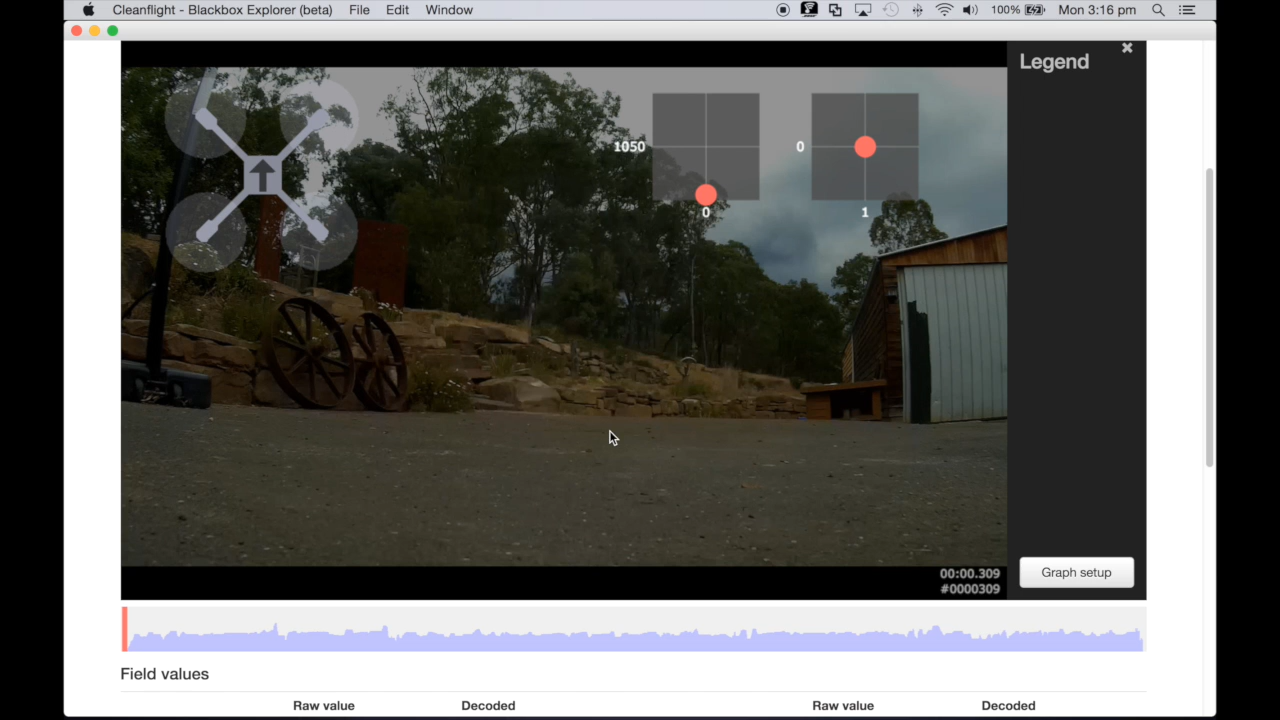 Cleanflight - Blackbox Explorer (beta) File Edit Window 100% Mon 3:16 pm
Legend
1050
0
0
1
00:00.309
#0000309
Graph setup
Field values
Raw value Decoded Raw value Decoded